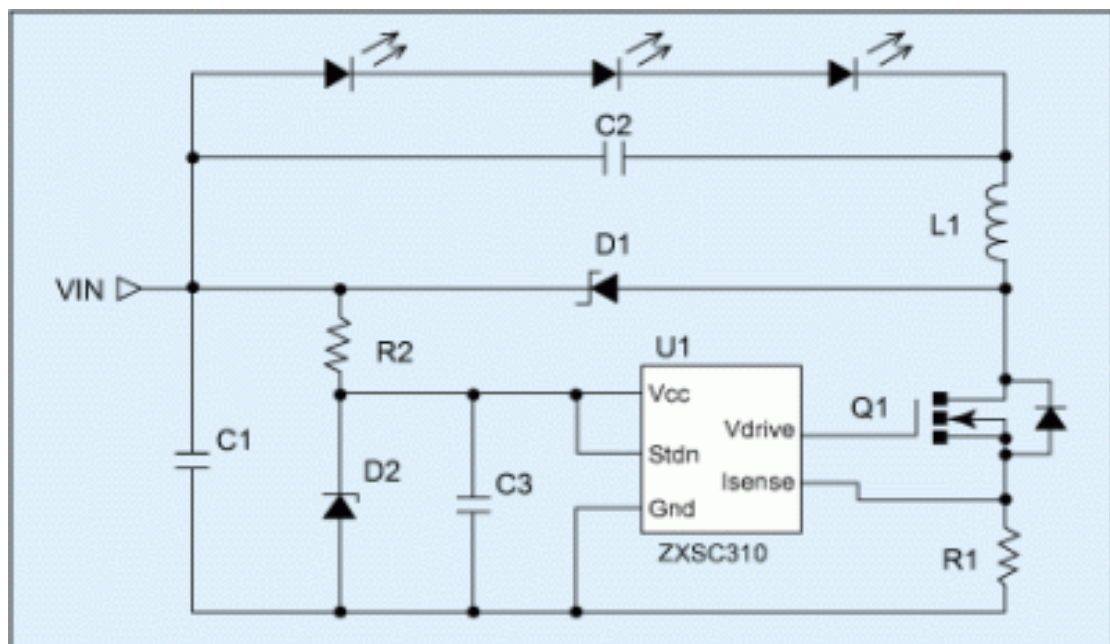 C2
L1
D1
VIN
R2
U1
Vcc
Q1
Vdrive
C1
Stdn
D2
C3
Isense
Gnd
ZXSC310
R1